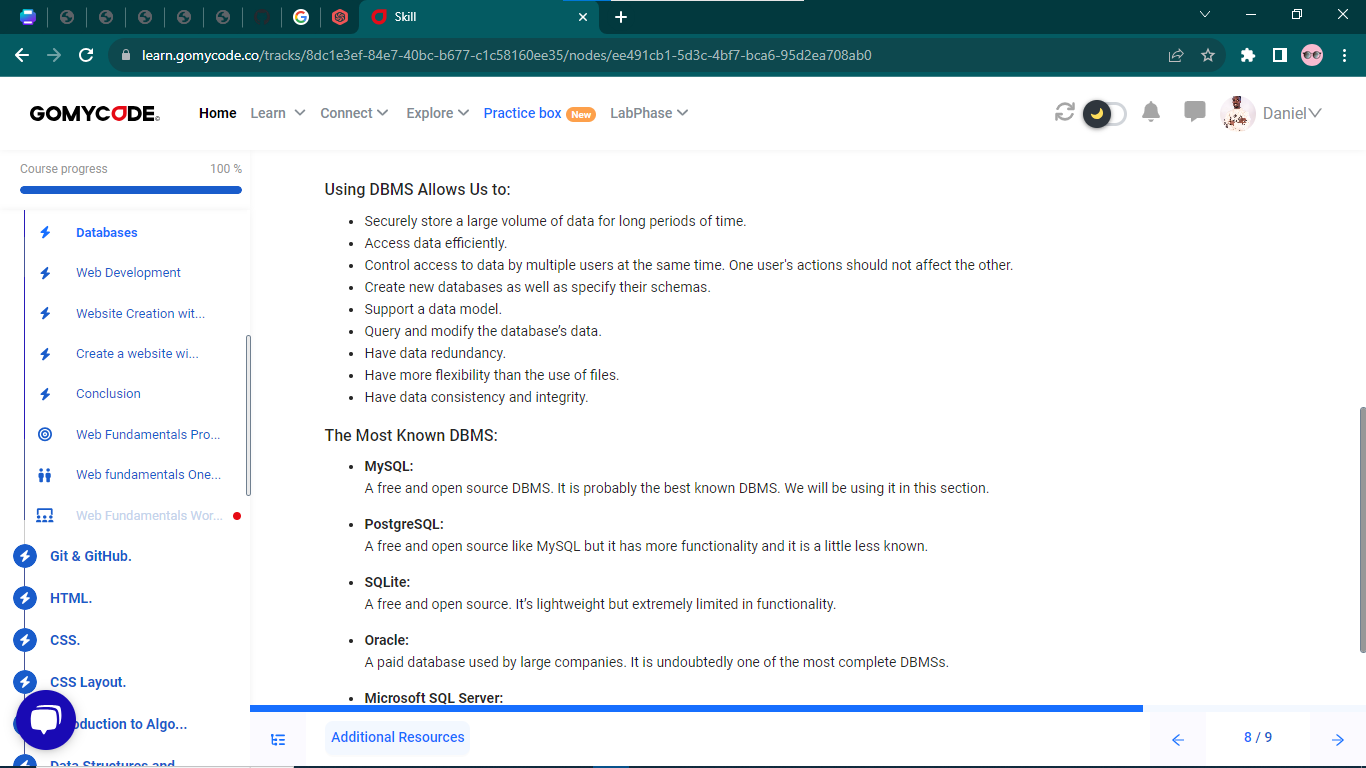 Skill
learn.gomycode.co/tracks/8dc1e3ef-84e7-40bc-b677-c1c58160ee35/nodes/ee491cb1-5d3c-4bf7-bca6-95d2ea708ab0
GOMYCODE
Home Learn Connect Explore Practice box New LabPhase Daniel
Course progress 100 %
Databases
Web Development
Website Creation wit...
Create a website wi...
Conclusion
Web Fundamentals Pro...
Web fundamentals One...
Web Fundamentals Wor...
Git & GitHub.
HTML.
CSS.
CSS Layout.
oduction to Algo...
Data Structures and
Using DBMS Allows Us to:
Securely store a large volume of data for long periods of time.
Access data efficiently.
Control access to data by multiple users at the same time. One user's actions should not affect the other.
Create new databases as well as specify their schemas.
Support a data model.
Query and modify the database’s data.
Have data redundancy.
Have more flexibility than the use of files.
Have data consistency and integrity.
The Most Known DBMS:
MySQL:
A free and open source DBMS. It is probably the best known DBMS. We will be using it in this section.
PostgreSQL:
A free and open source like MySQL but it has more functionality and it is a little less known.
SQLite:
A free and open source. It’s lightweight but extremely limited in functionality.
Oracle:
A paid database used by large companies. It is undoubtedly one of the most complete DBMSs.
Microsoft SQL Server:
Additional Resources
8 / 9